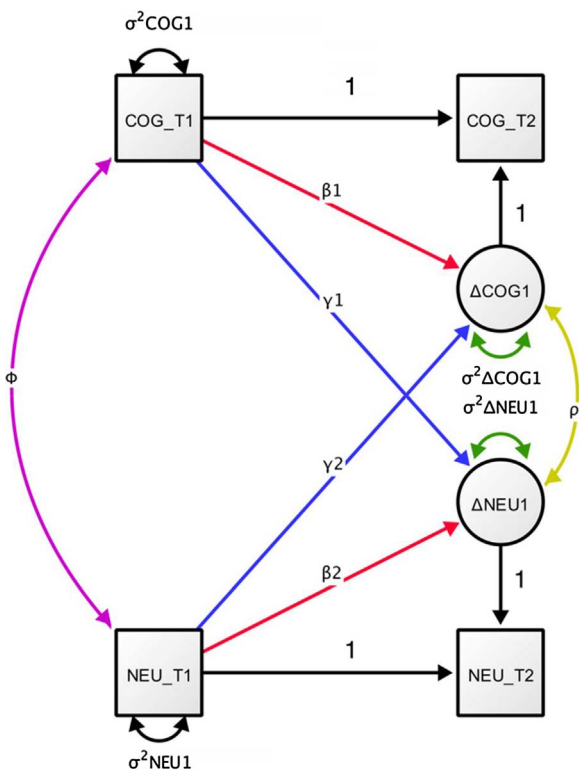 σ²COG1
COG_T1
1
COG_T2
β1
1
γ1
ΔCOG1
σ²ΔCOG1
Φ
σ²ΔNEU1
ρ
γ2
ΔNEU1
β2
1
1
NEU_T1
NEU_T2
σ²NEU1